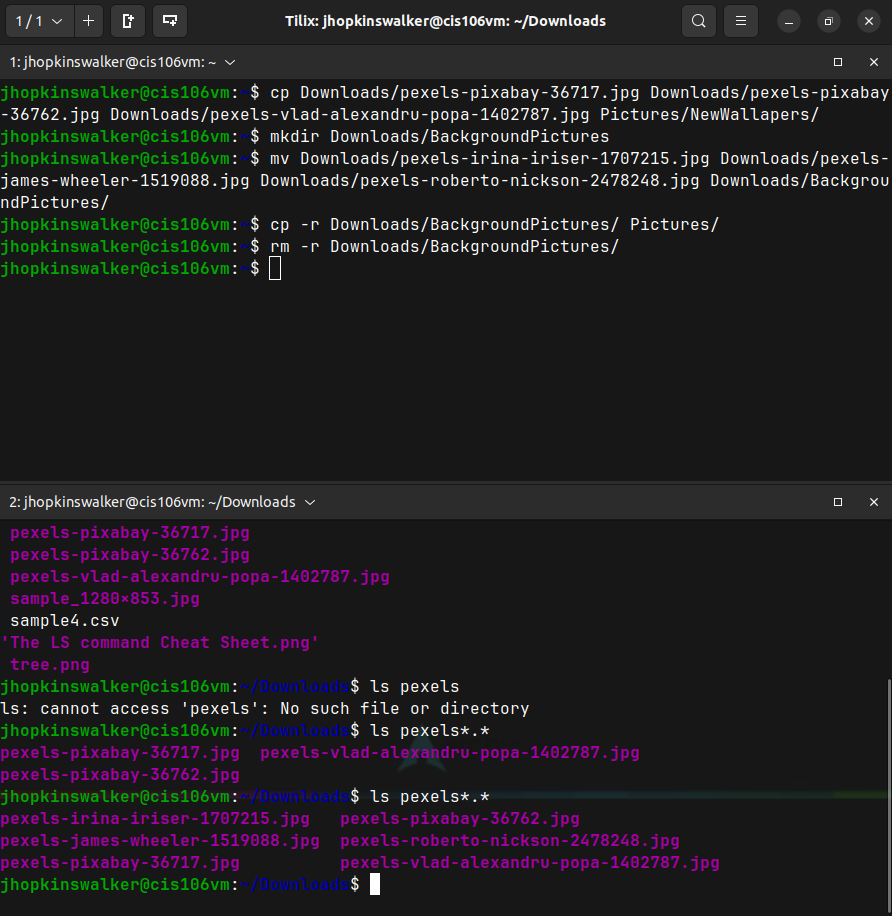 1 / 1
Tilix: jhopkinswalker@cis106vm: ~/Downloads
1: jhopkinswalker@cis106vm: ~
jhopkinswalker@cis106vm:~$ cp Downloads/pexels-pixabay-36717.jpg Downloads/pexels-pixabay
-36762.jpg Downloads/pexels-vlad-alexandru-popa-1402787.jpg Pictures/NewWallapers/
jhopkinswalker@cis106vm:~$ mkdir Downloads/BackgroundPictures
jhopkinswalker@cis106vm:~$ mv Downloads/pexels-irina-iriser-1707215.jpg Downloads/pexels-
james-wheeler-1519088.jpg Downloads/pexels-roberto-nickson-2478248.jpg Downloads/Backgrou
ndPictures/
jhopkinswalker@cis106vm:~$ cp -r Downloads/BackgroundPictures/ Pictures/
jhopkinswalker@cis106vm:~$ rm -r Downloads/BackgroundPictures/
jhopkinswalker@cis106vm:~$
2: jhopkinswalker@cis106vm: ~/Downloads
pexels-pixabay-36717.jpg
pexels-pixabay-36762.jpg
pexels-vlad-alexandru-popa-1402787.jpg
sample_1280×853.jpg
sample4.csv
'The LS command Cheat Sheet.png'
tree.png
jhopkinswalker@cis106vm:~/Downloads$ ls pexels
ls: cannot access 'pexels': No such file or directory
jhopkinswalker@cis106vm:~/Downloads$ ls pexels*.*
pexels-pixabay-36717.jpg  pexels-vlad-alexandru-popa-1402787.jpg
pexels-pixabay-36762.jpg
jhopkinswalker@cis106vm:~/Downloads$ ls pexels*.*
pexels-irina-iriser-1707215.jpg   pexels-pixabay-36762.jpg
pexels-james-wheeler-1519088.jpg  pexels-roberto-nickson-2478248.jpg
pexels-pixabay-36717.jpg          pexels-vlad-alexandru-popa-1402787.jpg
jhopkinswalker@cis106vm:~/Downloads$